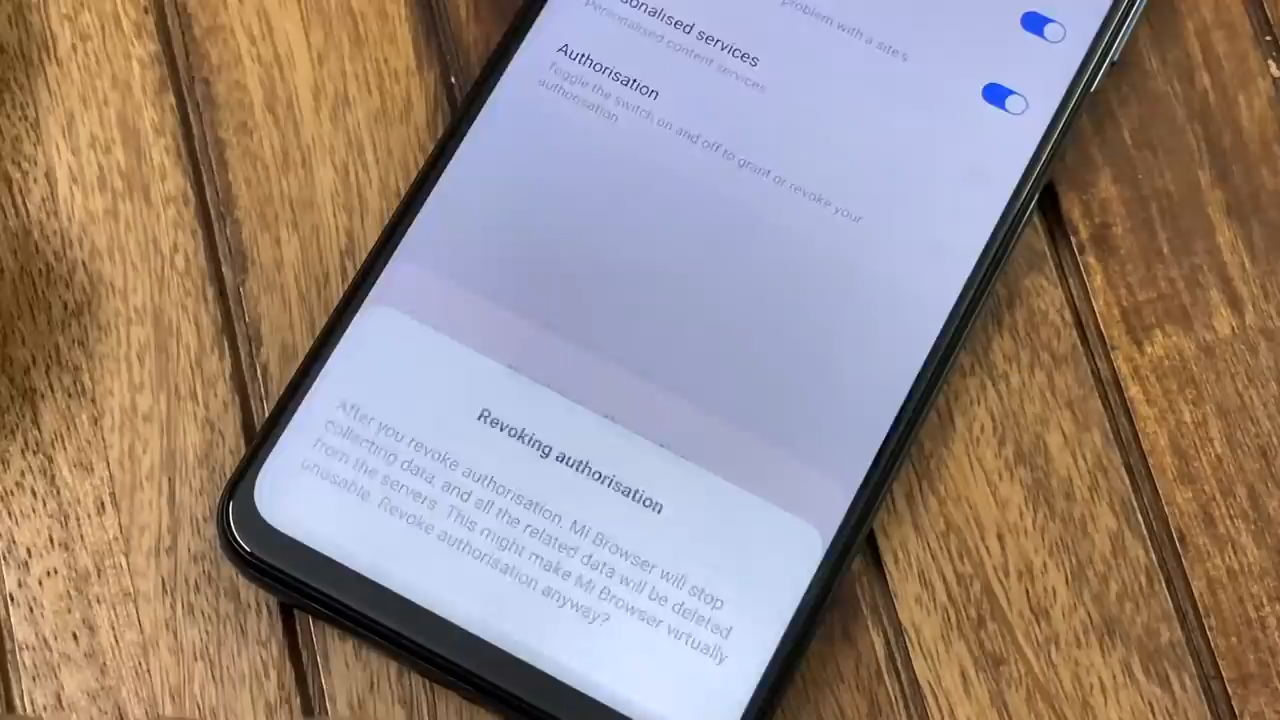 problem with a site's
sonalised services
Personalised content services
Authorisation
Toggle the switch on and off to grant or revoke your
authorisation
Revoking authorisation
After you revoke authorisation, Mi Browser will stop
collecting data, and all the related data will be deleted
from the servers. This might make Mi Browser virtually
unusable. Revoke authorisation anyway?